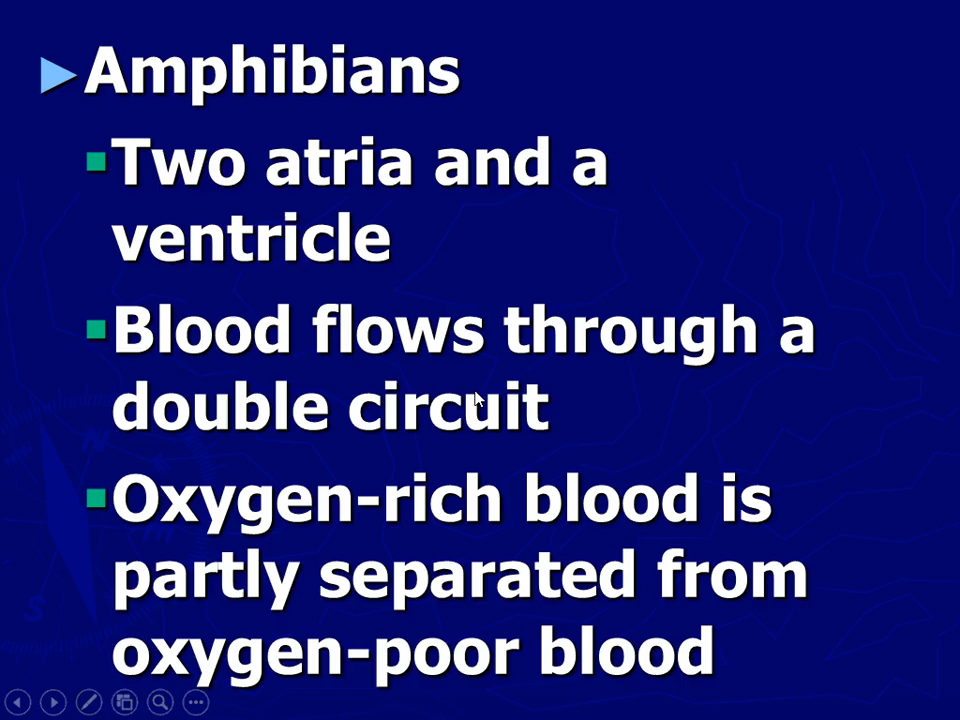 ►Amphibians
▪Two atria and a
ventricle
▪Blood flows through a
double circuit
▪Oxygen-rich blood is
partly separated from
oxygen-poor blood
N
S